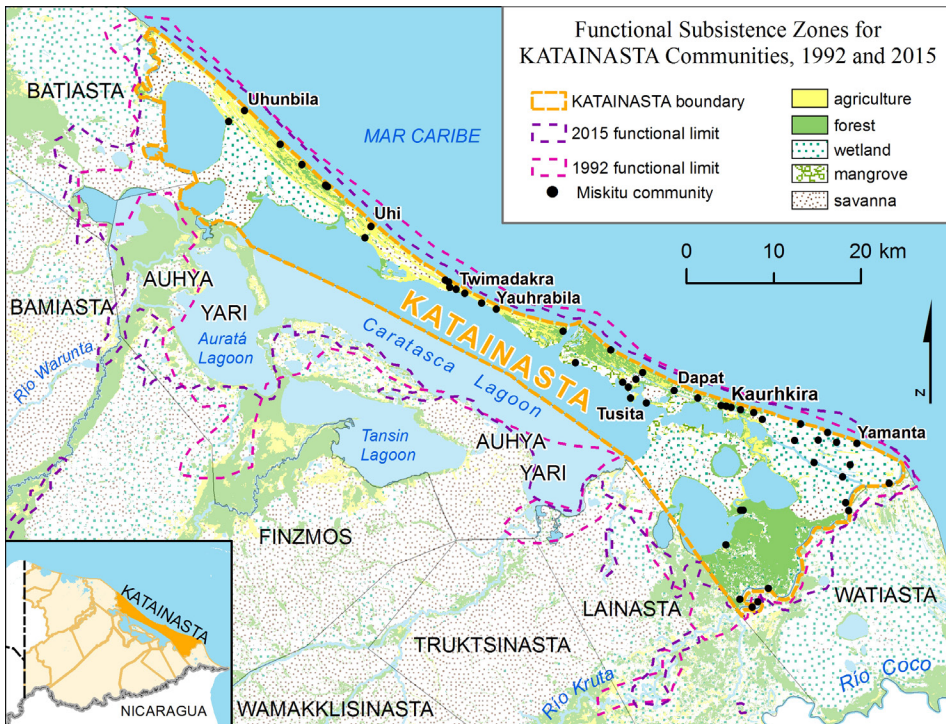 Functional Subsistence Zones for
KATAINASTA Communities, 1992 and 2015
KATAINASTA boundary
2015 functional limit
1992 functional limit
Miskitu community
agriculture
forest
wetland
mangrove
savanna
0 10 20 km
N
BATIASTA
Uhunbila
MAR CARIBE
Uhi
AUHYA
YARI
BAMIASTA
Auratá
Lagoon
Río Warunta
Twimadakra
Yauhrabila
KATAINASTA
Caratasca Lagoon
Dapat
Kaurhkira
Tusita
Yamanta
Tansin
Lagoon
AUHYA
YARI
FINZMOS
LAINASTA
WATIASTA
TRUKTSINASTA
Río Kruta
Río Coco
WAMAKKLISINASTA
KATAINASTA
NICARAGUA